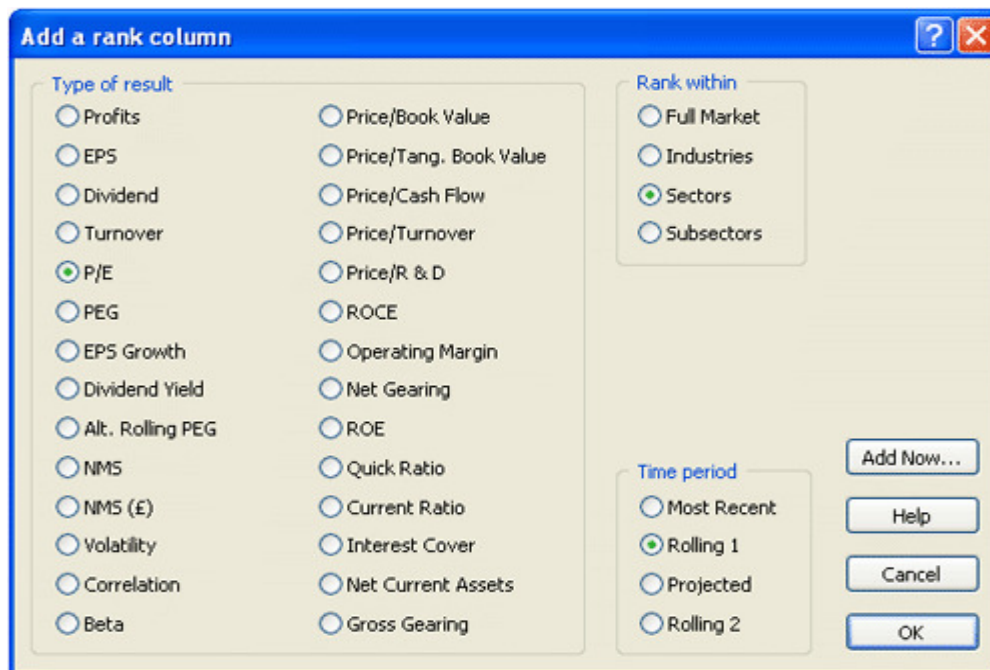 Add a rank column
?
Type of result
Profits
EPS
Dividend
Turnover
P/E
PEG
EPS Growth
Dividend Yield
Alt. Rolling PEG
NMS
NMS (£)
Volatility
Correlation
Beta
Price/Book Value
Price/Tang. Book Value
Price/Cash Flow
Price/Turnover
Price/R & D
ROCE
Operating Margin
Net Gearing
ROE
Quick Ratio
Current Ratio
Interest Cover
Net Current Assets
Gross Gearing
Rank within
Full Market
Industries
Sectors
Subsectors
Time period
Most Recent
Rolling 1
Projected
Rolling 2
Add Now...
Help
Cancel
OK